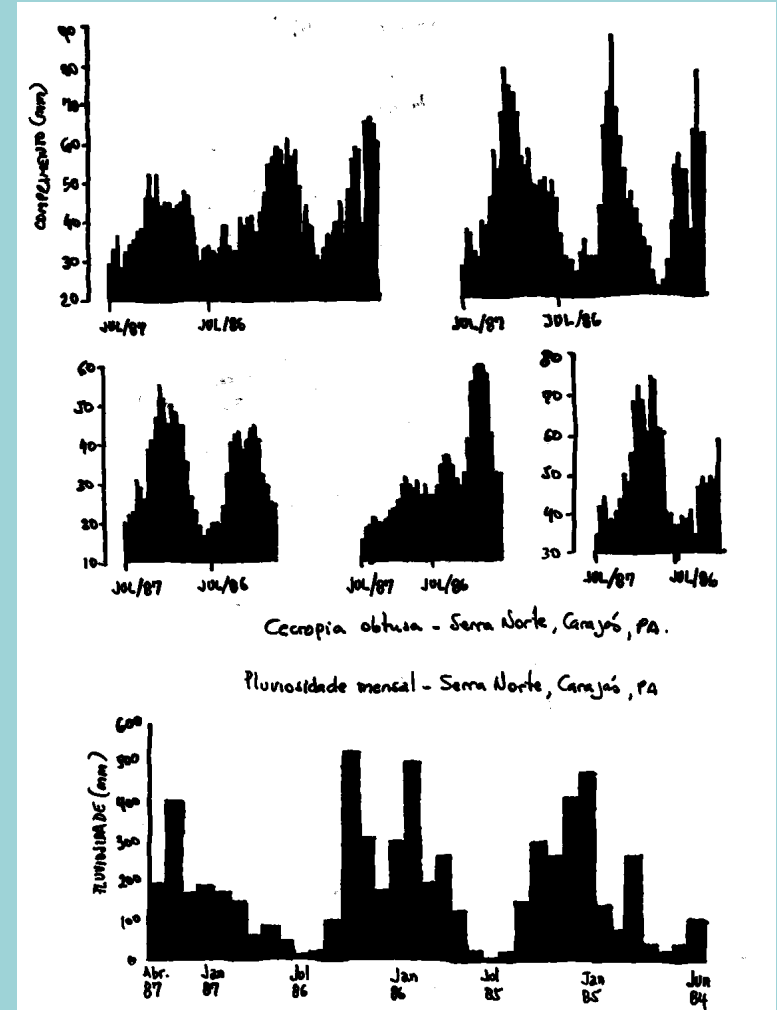 COMPRIMENTO (mm)
90
80
70
60
50
40
30
20
JUL/87 JUL/86
JUL/87 JUL/86
60
50
40
30
20
10
JUL/87 JUL/86
JUL/87 JUL/86
80
70
60
50
40
30
JUL/87 JUL/86
Cecropia obtusa - Serra Norte, Carajás, PA.
Pluviosidade mensal - Serra Norte, Carajás, PA
PLUVIOSIDADE (mm)
600
500
400
300
200
100
0
Abr. Jan Jul Jan Jul Jan Jun
87 87 86 86 85 85 84